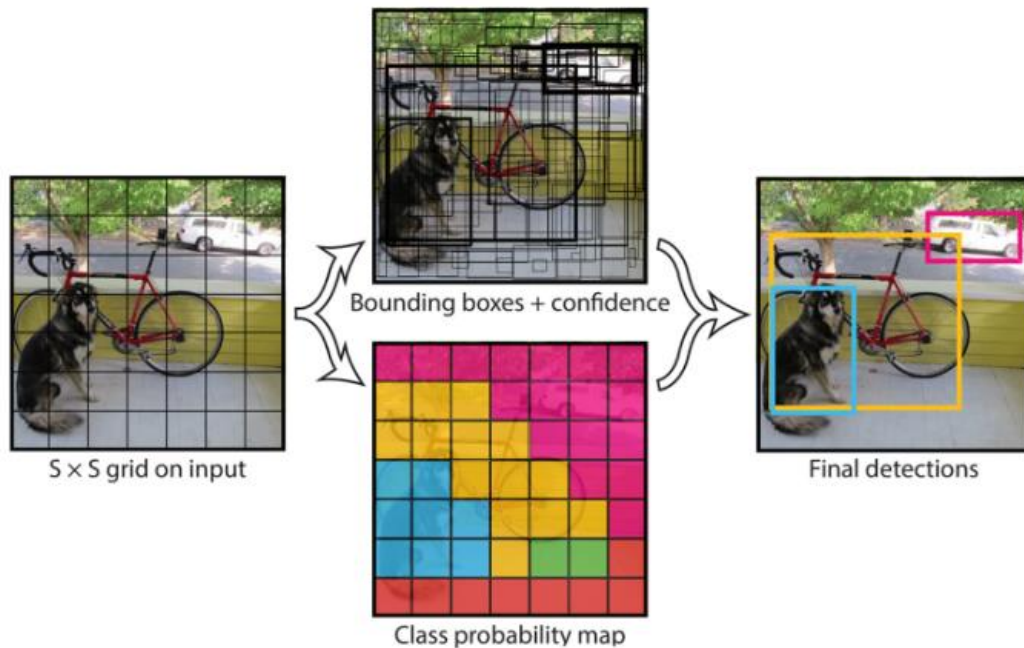 S × S grid on input
Bounding boxes + confidence
Class probability map
Final detections